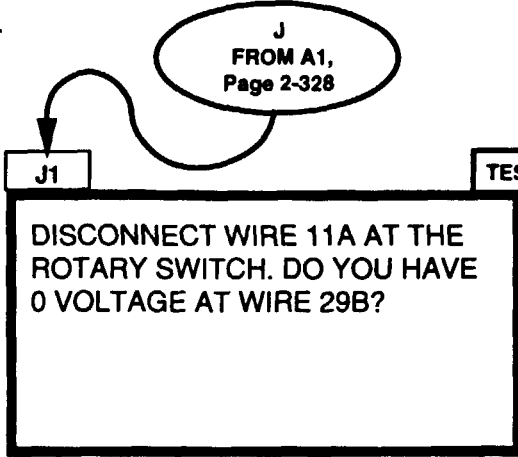 J
FROM A1,
Page 2-328
J1
TES
DISCONNECT WIRE 11A AT THE
ROTARY SWITCH. DO YOU HAVE
0 VOLTAGE AT WIRE 29B?